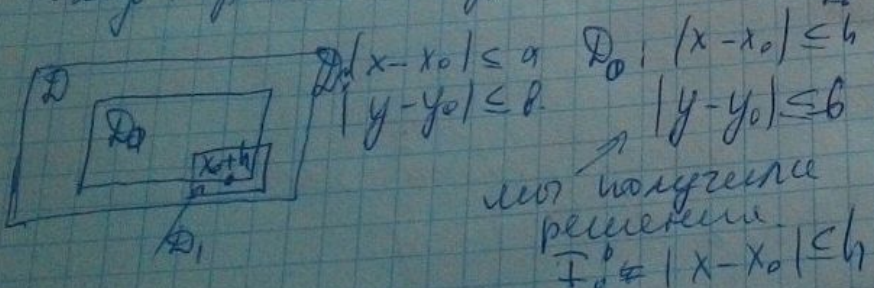 D D: |x-x₀| ≤ a D₀: |x-x₀| ≤ h
|y-y₀| ≤ b |y-y₀| ≤ b
D₀
x₀+h
мы получили
решение
D₁
I₀ |x-x₀| ≤ h